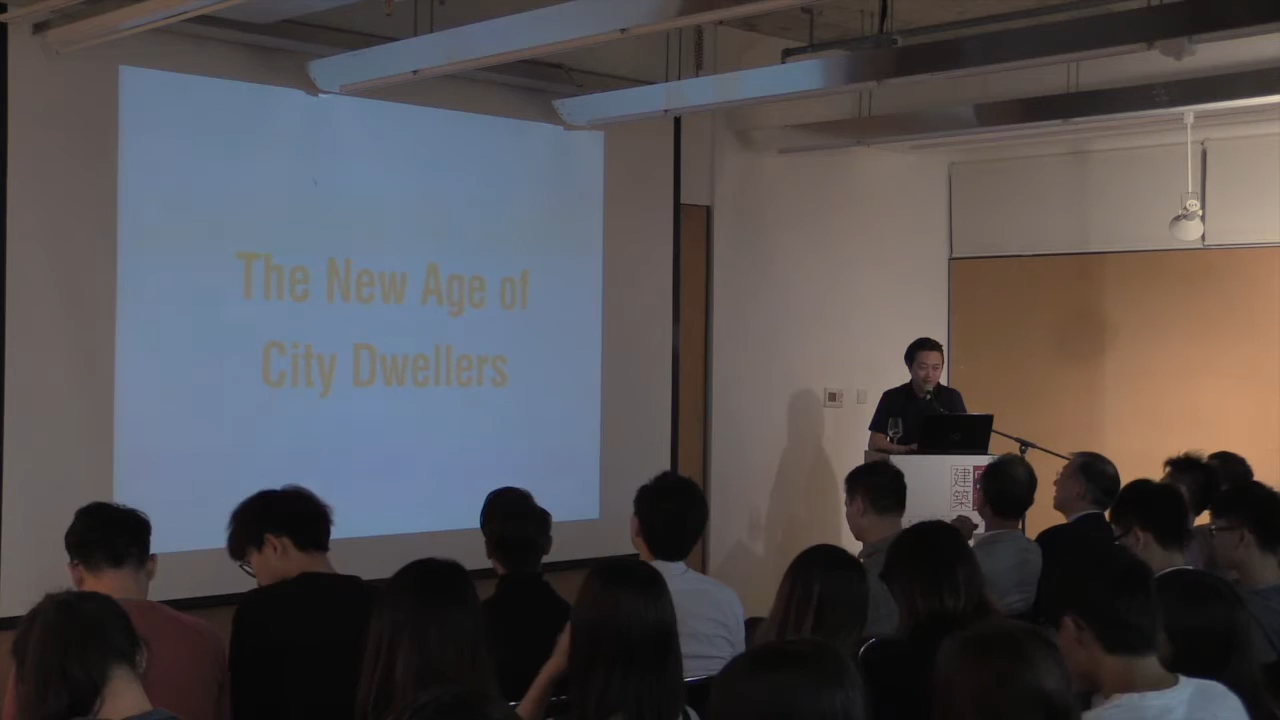 The New Age of
City Dwellers
建
築